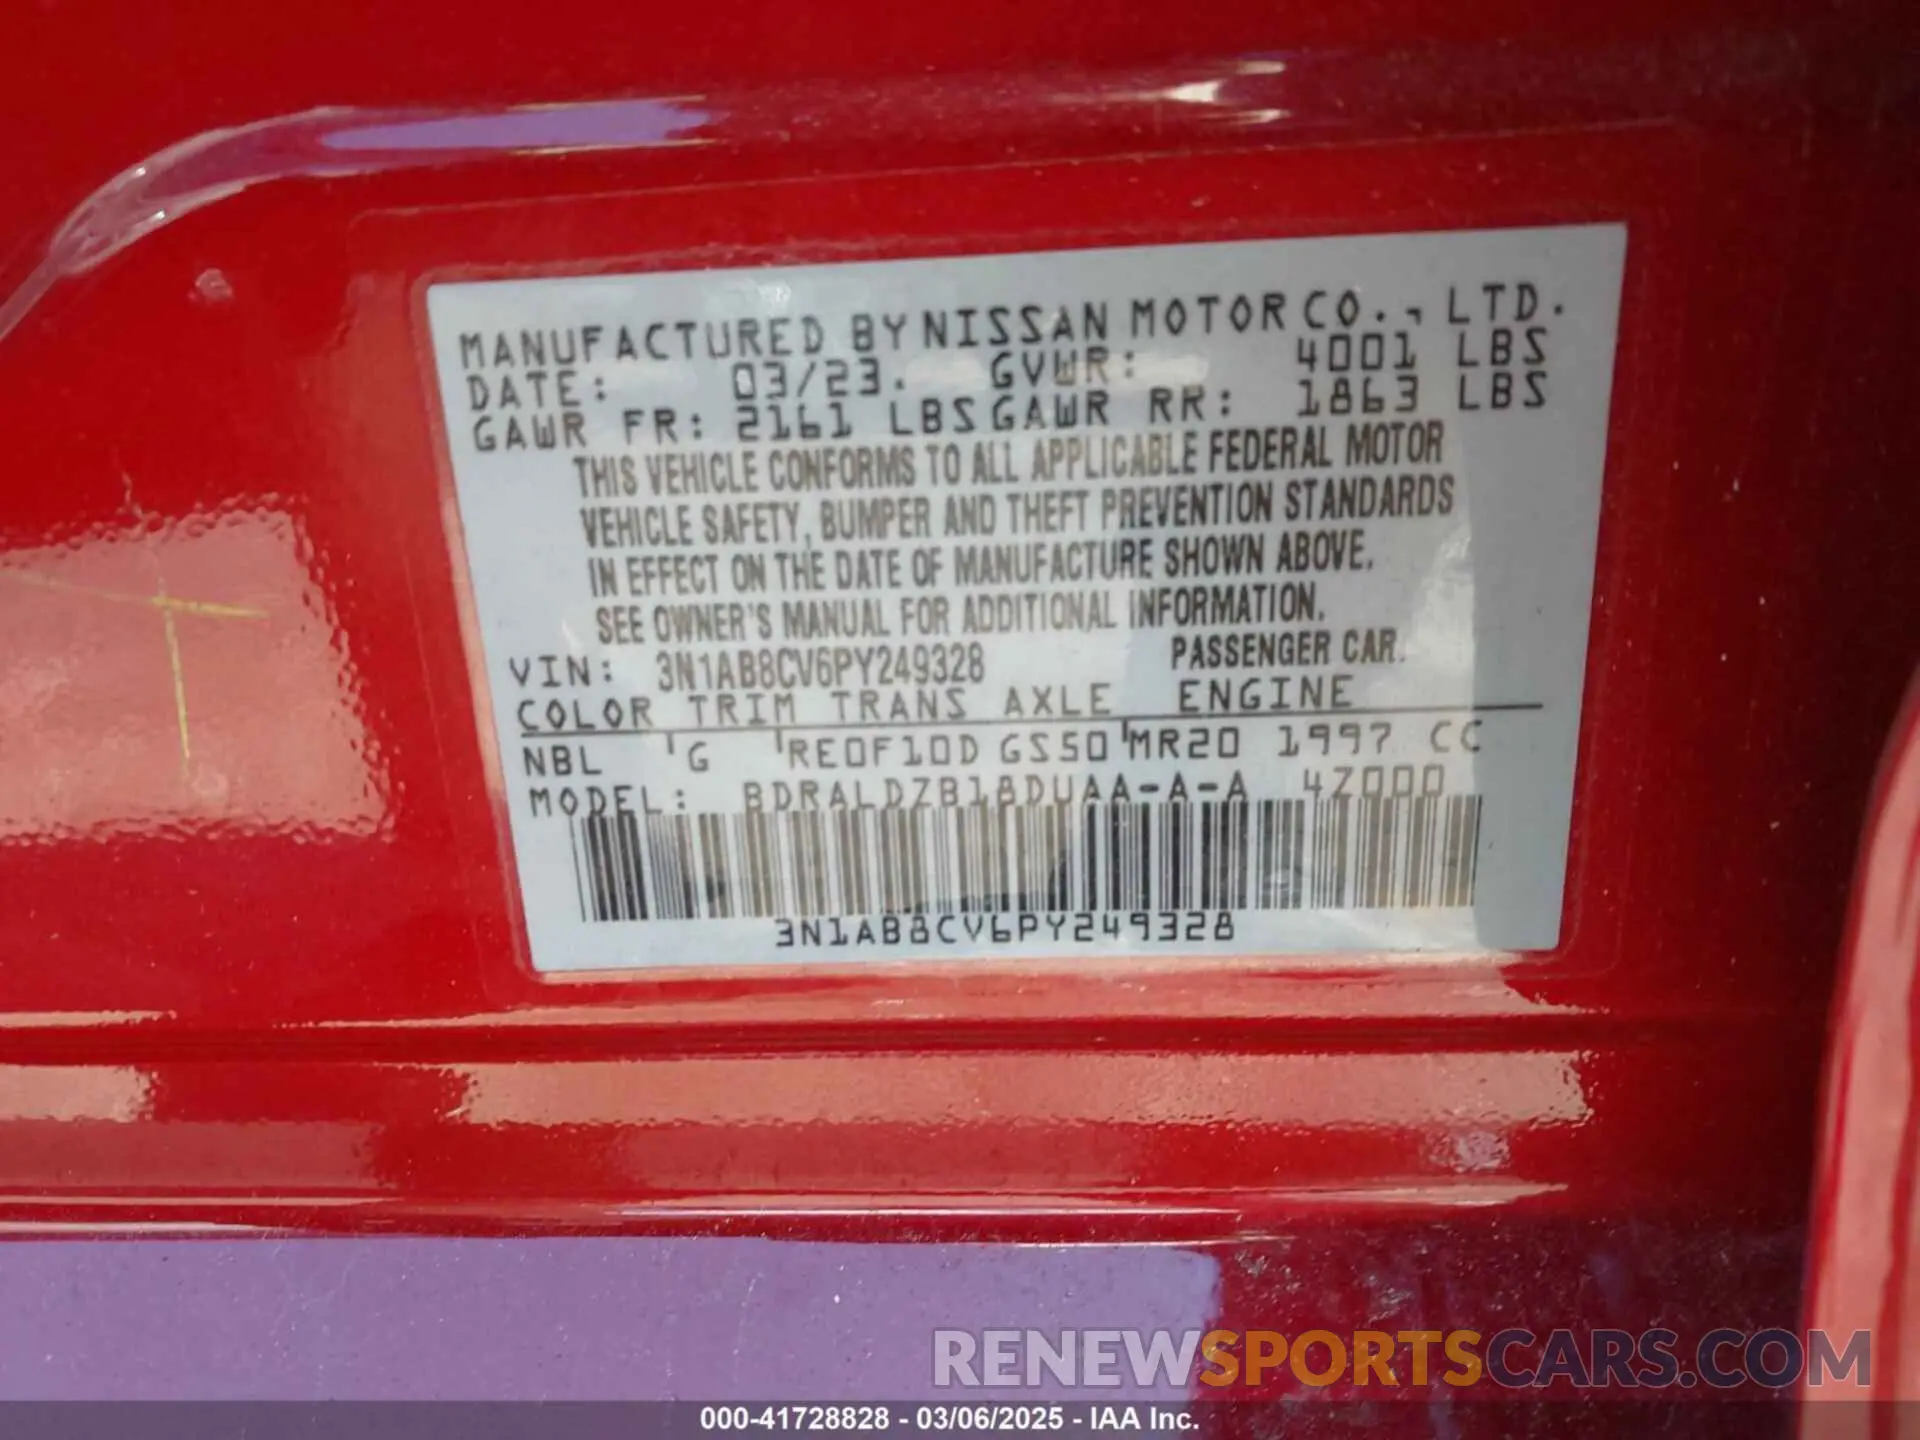 MANUFACTURED BY NISSAN MOTOR CO., LTD.
DATE: 03/23. GVWR: 4001 LBS
GAWR FR: 2161 LBS GAWR RR: 1863 LBS
THIS VEHICLE CONFORMS TO ALL APPLICABLE FEDERAL MOTOR
VEHICLE SAFETY, BUMPER AND THEFT PREVENTION STANDARDS
IN EFFECT ON THE DATE OF MANUFACTURE SHOWN ABOVE.
SEE OWNER'S MANUAL FOR ADDITIONAL INFORMATION.
VIN: 3N1AB8CV6PY249328 PASSENGER CAR.
COLOR TRIM TRANS AXLE ENGINE
NBL G RE0F10D GS50 MR20 1997 CC
MODEL: BDRALDZB18DUAA-A-A 4Z000
3N1AB8CV6PY249328
RENEWSPORTSCARS.COM
000-41728828 - 03/06/2025 - IAA Inc.